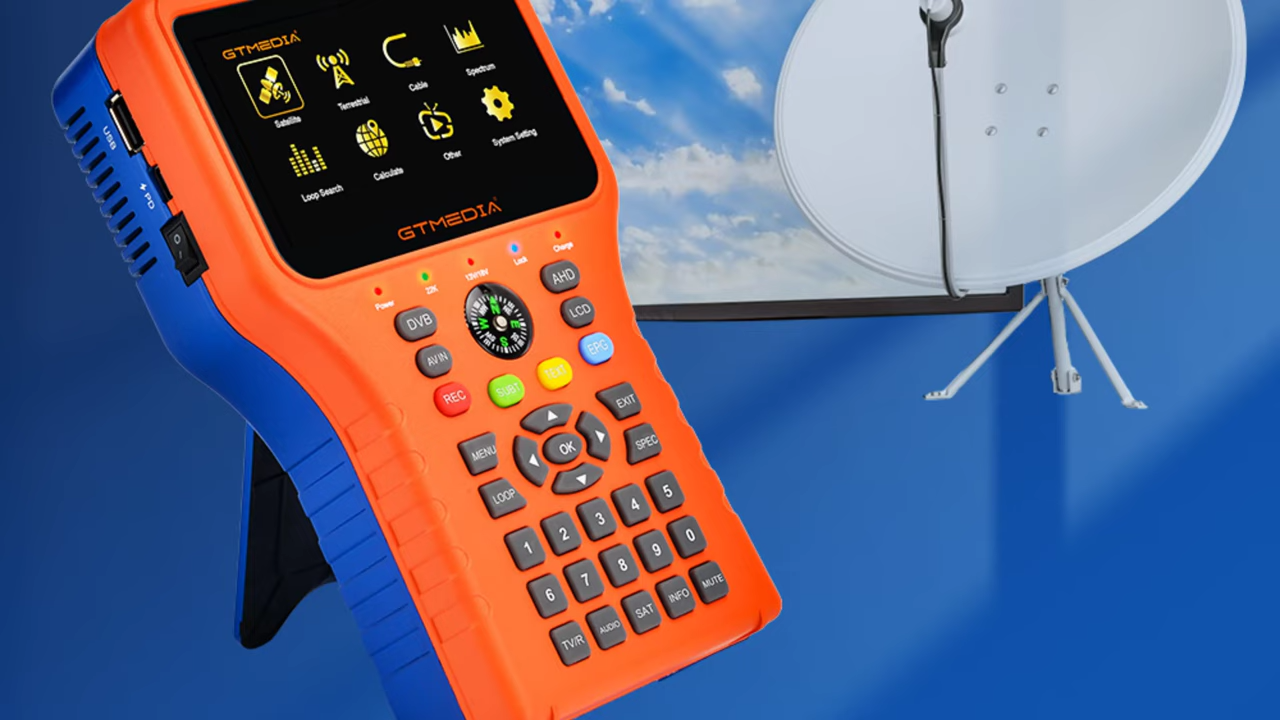 GTMEDIA
Satellite
Terrestrial
Cable
Spectrum
Loop Search
Calculate
Other
System Setting
GTMEDIA
USB
PD
Power
22K
13V/18V
Lock
Charge
DVB
AHD
AVIN
LCD
N
W
E
S
REC
SUBT
TEXT
EPG
EXIT
MENU
OK
SPEC
LOOP
1 2 3 4 5
6 7 8 9 0
TV/R AUDIO SAT INFO MUTE